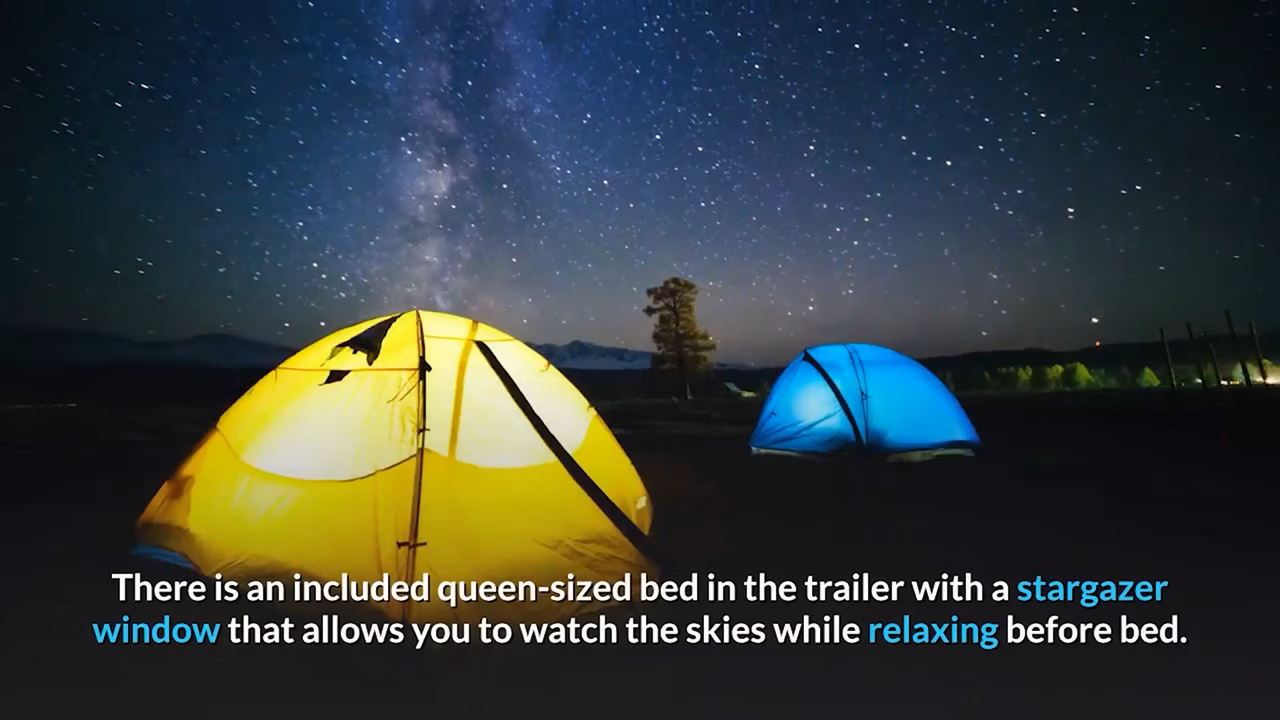 There is an included queen-sized bed in the trailer with a stargazer
window that allows you to watch the skies while relaxing before bed.